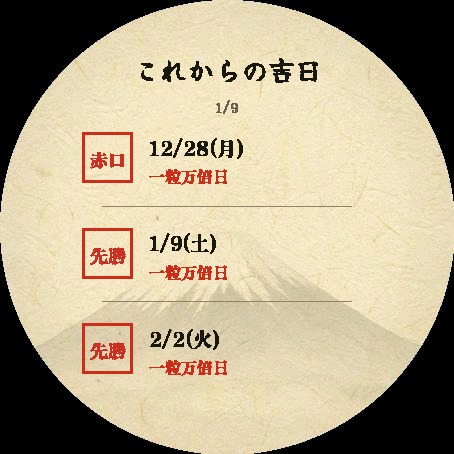 これからの吉日
1/9
赤口
12/28(月)
一粒万倍日
先勝
1/9(土)
一粒万倍日
先勝
2/2(火)
一粒万倍日